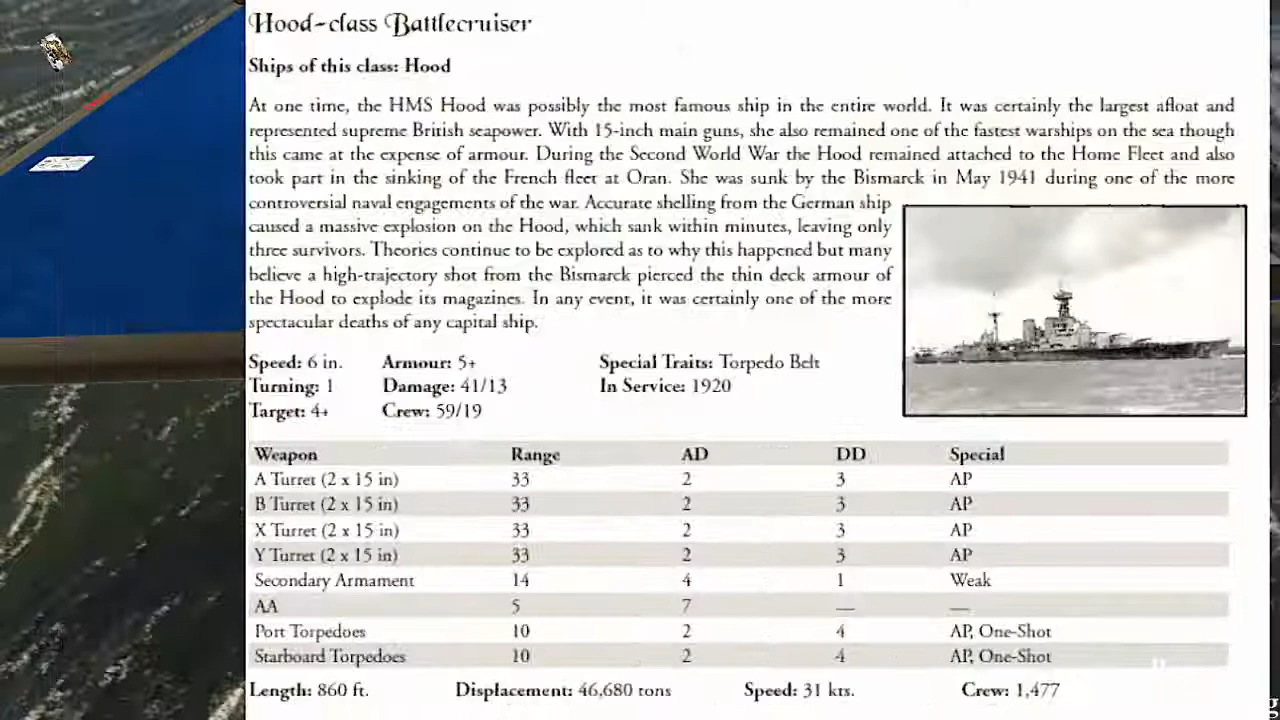 Hood-class Battlecruiser
Ships of this class: Hood
At one time, the HMS Hood was possibly the most famous ship in the entire world. It was certainly the largest afloat and
represented supreme British seapower. With 15-inch main guns, she also remained one of the fastest warships on the sea though
this came at the expense of armour. During the Second World War the Hood remained attached to the Home Fleet and also
took part in the sinking of the French fleet at Oran. She was sunk by the Bismarck in May 1941 during one of the more
controversial naval engagements of the war. Accurate shelling from the German ship
caused a massive explosion on the Hood, which sank within minutes, leaving only
three survivors. Theories continue to be explored as to why this happened but many
believe a high-trajectory shot from the Bismarck pierced the thin deck armour of
the Hood to explode its magazines. In any event, it was certainly one of the more
spectacular deaths of any capital ship.
Speed: 6 in. Armour: 5+ Special Traits: Torpedo Belt
Turning: 1 Damage: 41/13 In Service: 1920
Target: 4+ Crew: 59/19
Weapon Range AD DD Special
A Turret (2 x 15 in) 33 2 3 AP
B Turret (2 x 15 in) 33 2 3 AP
X Turret (2 x 15 in) 33 2 3 AP
Y Turret (2 x 15 in) 33 2 3 AP
Secondary Armament 14 4 1 Weak
AA 5 7 — —
Port Torpedoes 10 2 4 AP, One-Shot
Starboard Torpedoes 10 2 4 AP, One-Shot
Length: 860 ft. Displacement: 46,680 tons Speed: 31 kts. Crew: 1,477